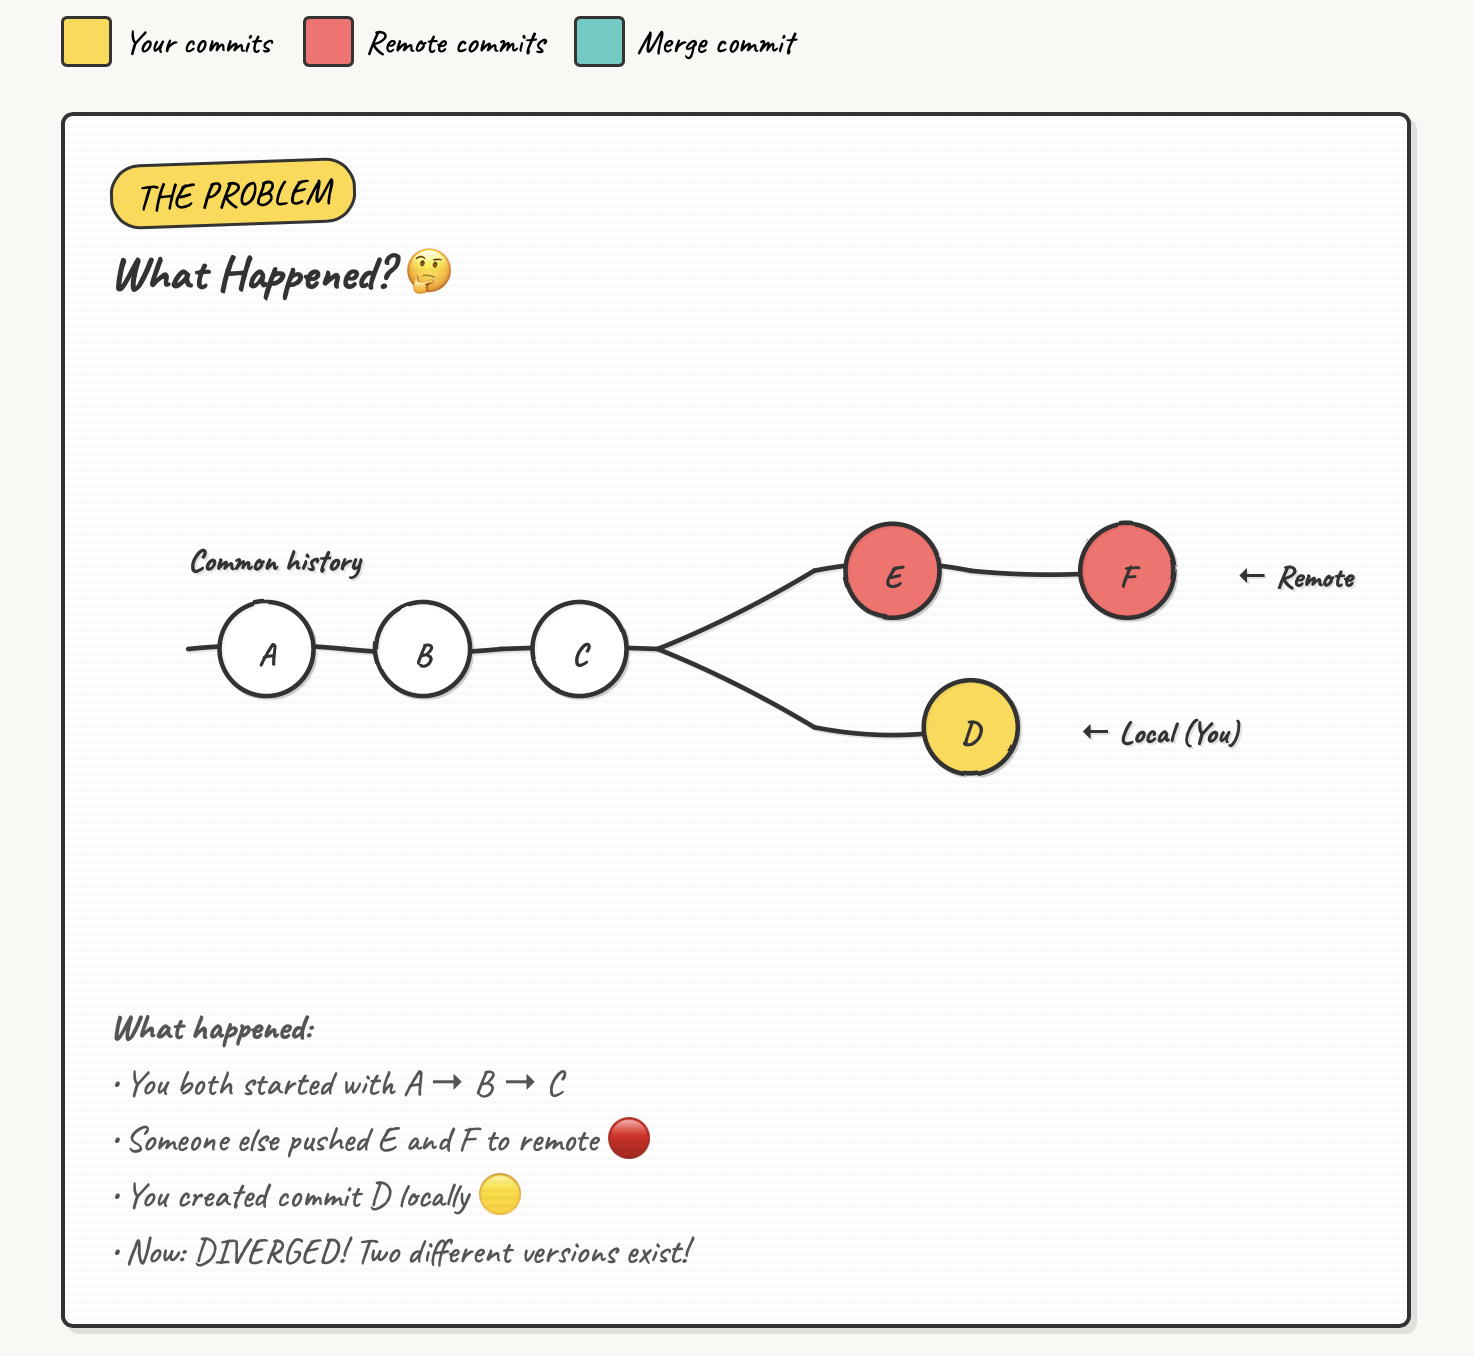 Your commits
Remote commits
Merge commit
THE PROBLEM
What Happened? 🤔
Common history
A
B
C
E
F
← Remote
D
← Local (You)
What happened:
• You both started with A → B → C
• Someone else pushed E and F to remote 🔴
• You created commit D locally 🟡
• Now: DIVERGED! Two different versions exist!